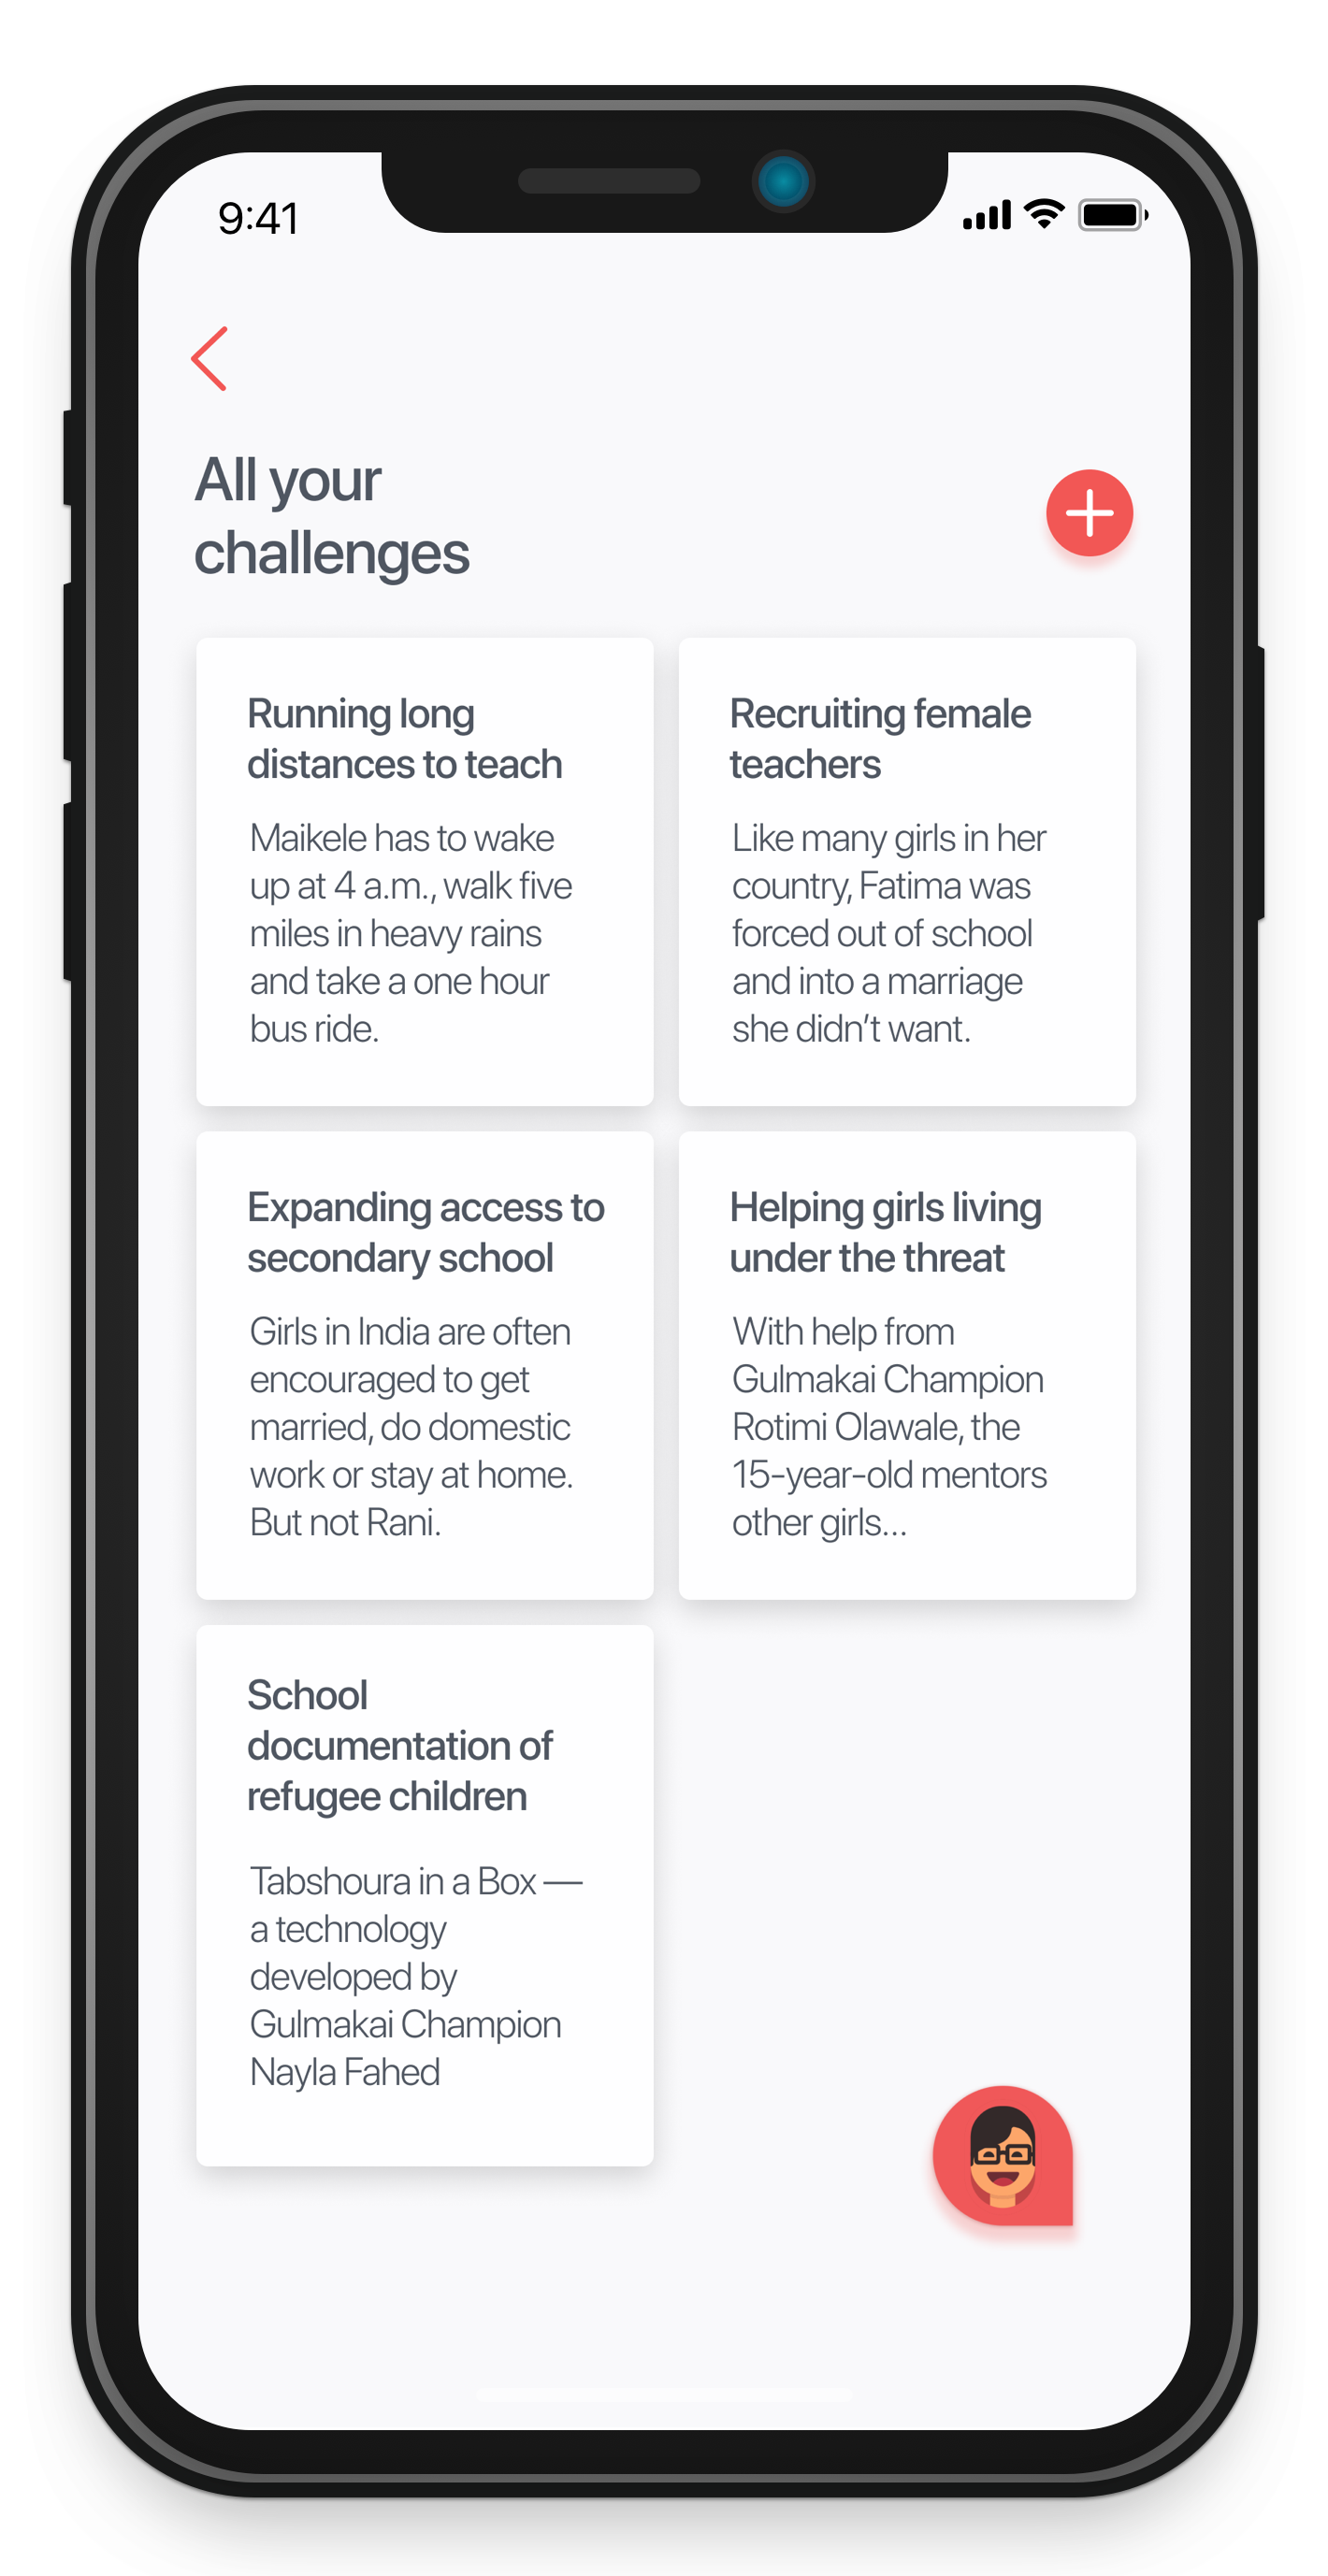 9:41
All your
challenges
Running long
distances to teach
Maikele has to wake
up at 4 a.m., walk five
miles in heavy rains
and take a one hour
bus ride.
Recruiting female
teachers
Like many girls in her
country, Fatima was
forced out of school
and into a marriage
she didn’t want.
Expanding access to
secondary school
Girls in India are often
encouraged to get
married, do domestic
work or stay at home.
But not Rani.
Helping girls living
under the threat
With help from
Gulmakai Champion
Rotimi Olawale, the
15-year-old mentors
other girls...
School
documentation of
refugee children
Tabshoura in a Box —
a technology
developed by
Gulmakai Champion
Nayla Fahed